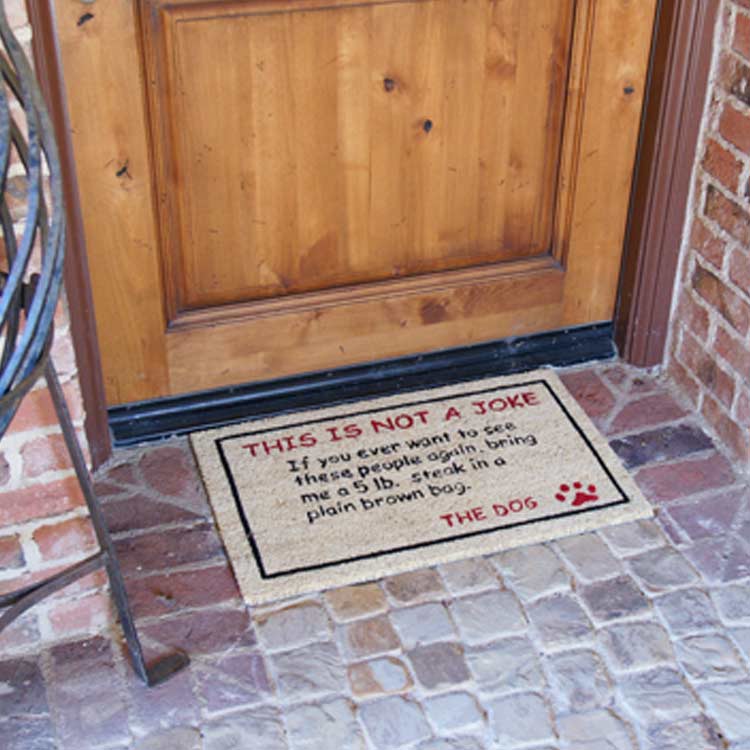 THIS IS NOT A JOKE
If you ever want to see
these people again, bring
me a 5 lb. steak in a
plain brown bag.
THE DOG